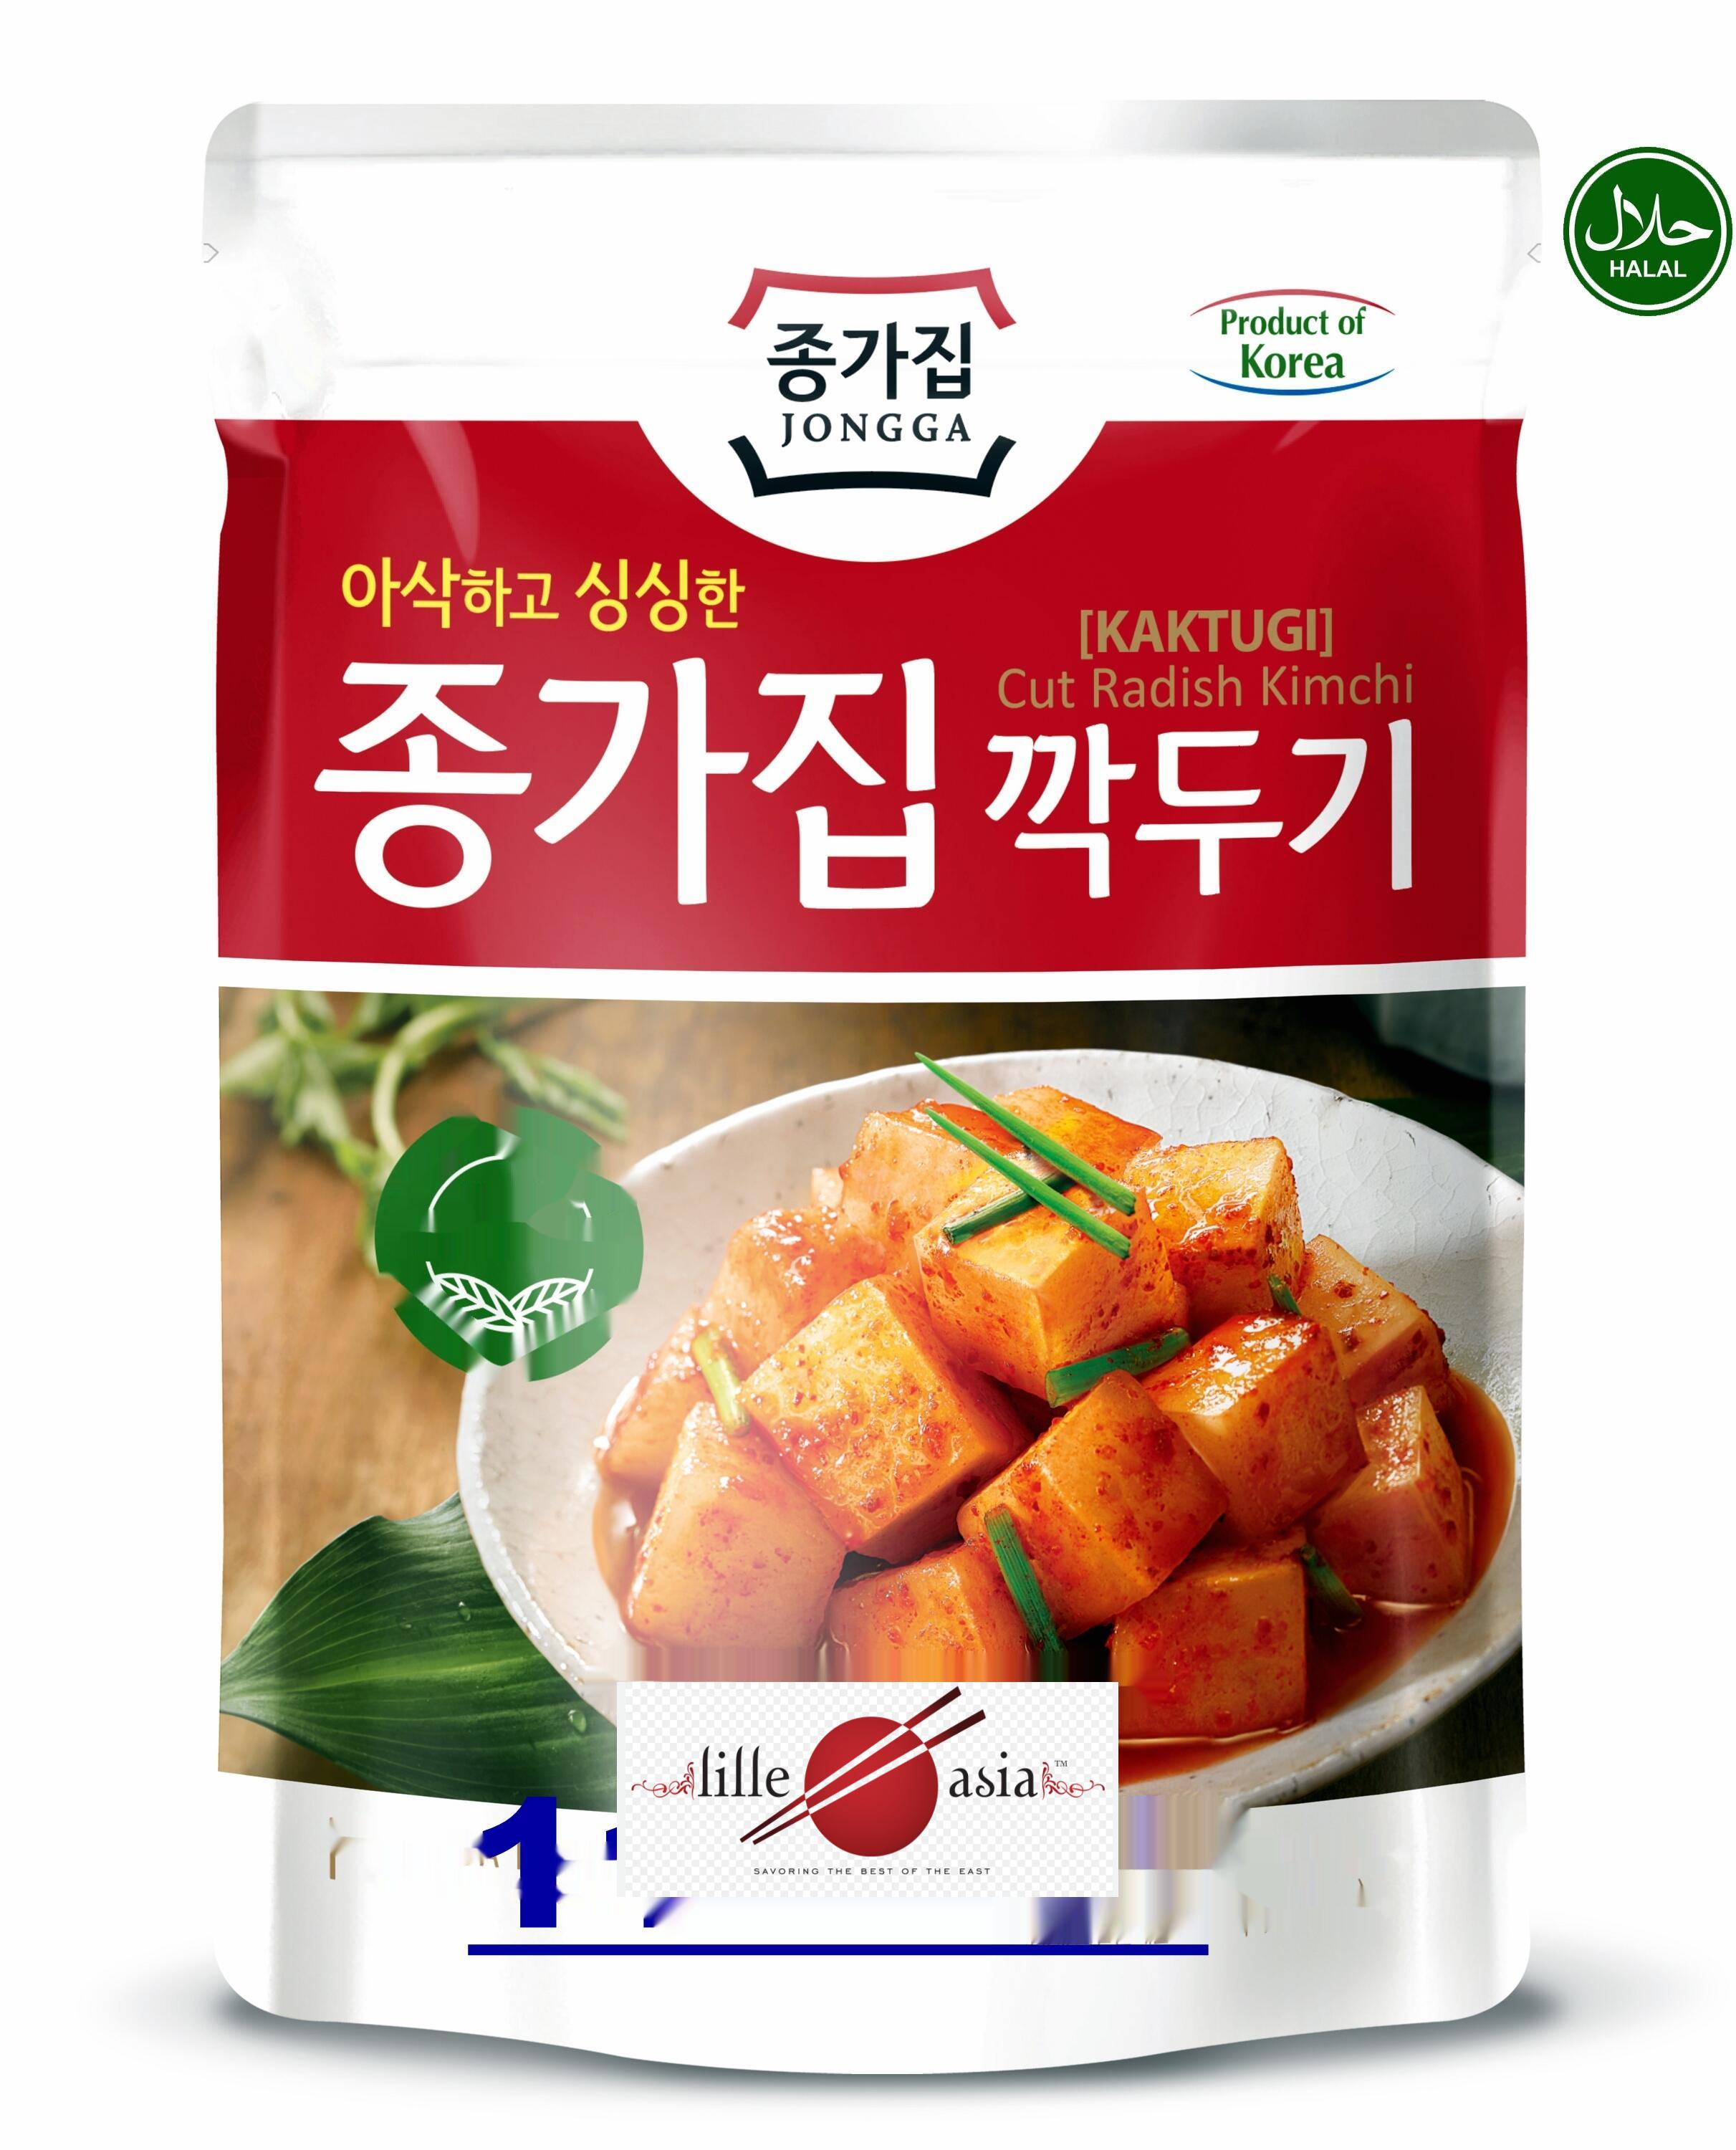 حلال
HALAL
종가집
JONGGA
Product of
Korea
아삭하고 싱싱한
[KAKTUGI]
Cut Radish Kimchi
종가집 깍두기
lille asia™
SAVORING THE BEST OF THE EAST